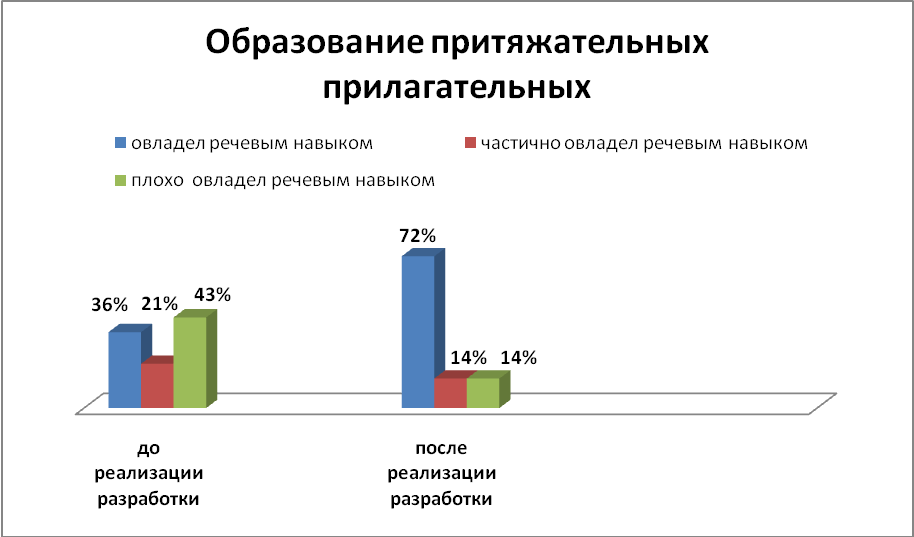 Образование притяжательных
прилагательных
овладел речевым навыком
частично овладел речевым навыком
плохо овладел речевым навыком
36%
21%
43%
72%
14%
14%
до
реализации
разработки
после
реализации
разработки